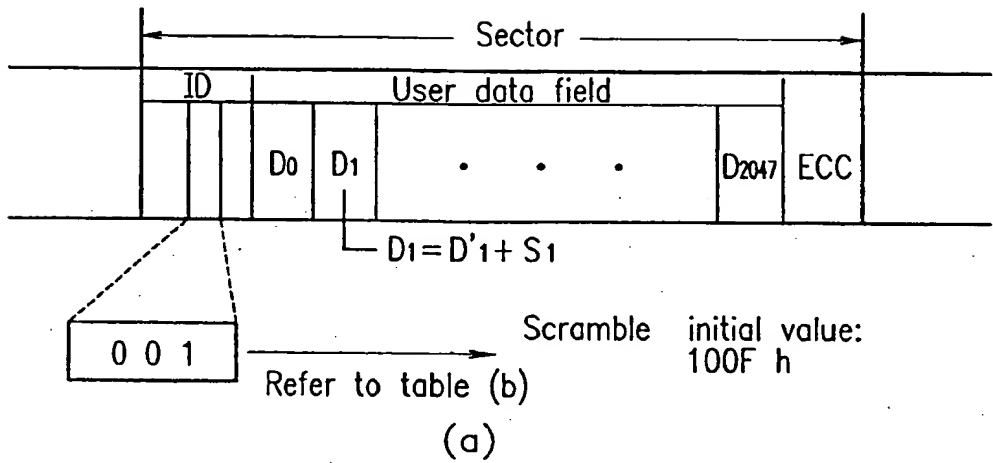 Sector
ID User data field
D0 D1 · · · D2047 ECC
D1=D'1+S1
0 0 1
Scramble initial value:
100F h
Refer to table (b)
(a)